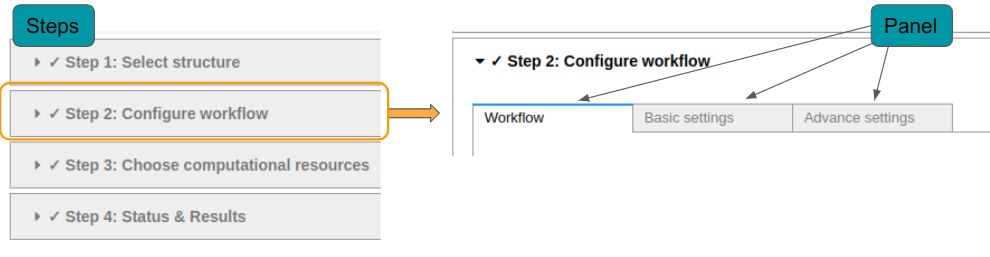 Steps
✓ Step 1: Select structure
✓ Step 2: Configure workflow
✓ Step 3: Choose computational resources
✓ Step 4: Status & Results
Panel
✓ Step 2: Configure workflow
Workflow
Basic settings
Advance settings